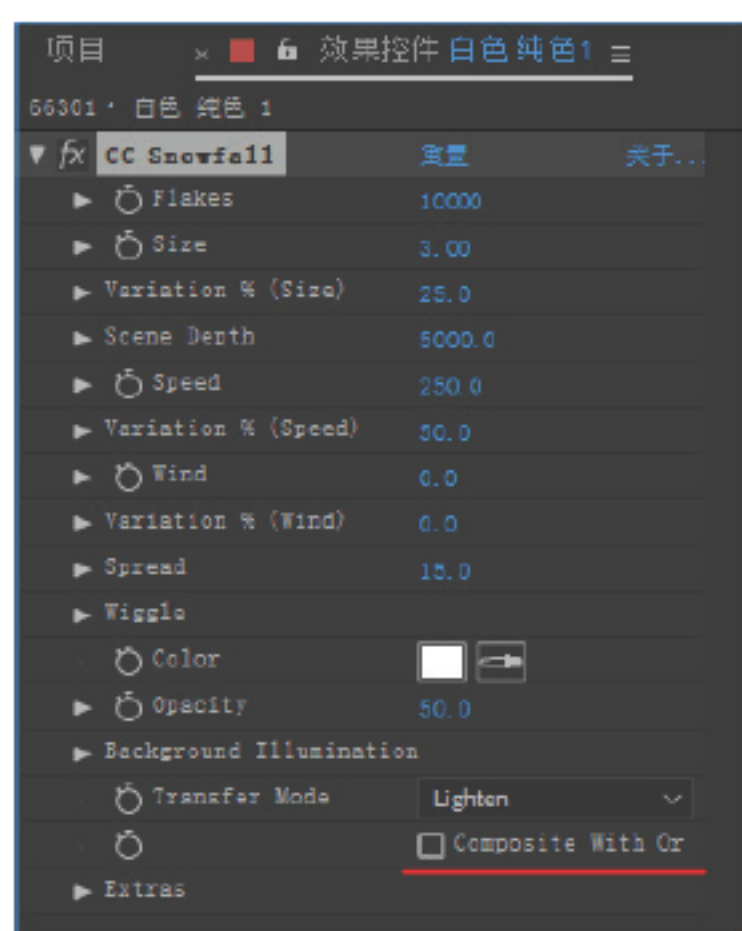 项目 × 效果控件 白色 纯色1 ≡
66301 · 白色 纯色 1
fx CC Snowfall 重置 关于...
Flakes 10000
Size 3.00
Variation % (Size) 25.0
Scene Depth 5000.0
Speed 250.0
Variation % (Speed) 50.0
Wind 0.0
Variation % (Wind) 0.0
Spread 15.0
Wiggle
Color
Opacity 50.0
Background Illumination
Transfer Mode Lighten
Composite With Or
Extras